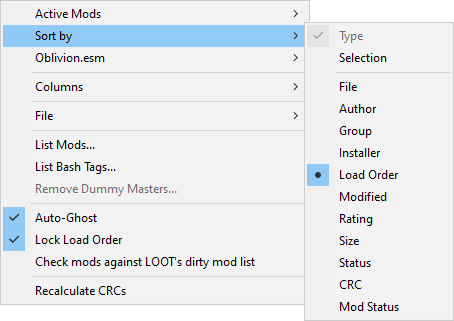 Active Mods
Sort by
Oblivion.esm
Columns
File
List Mods...
List Bash Tags...
Remove Dummy Masters...
Auto-Ghost
Lock Load Order
Check mods against LOOT's dirty mod list
Recalculate CRCs
Type
Selection
File
Author
Group
Installer
Load Order
Modified
Rating
Size
Status
CRC
Mod Status